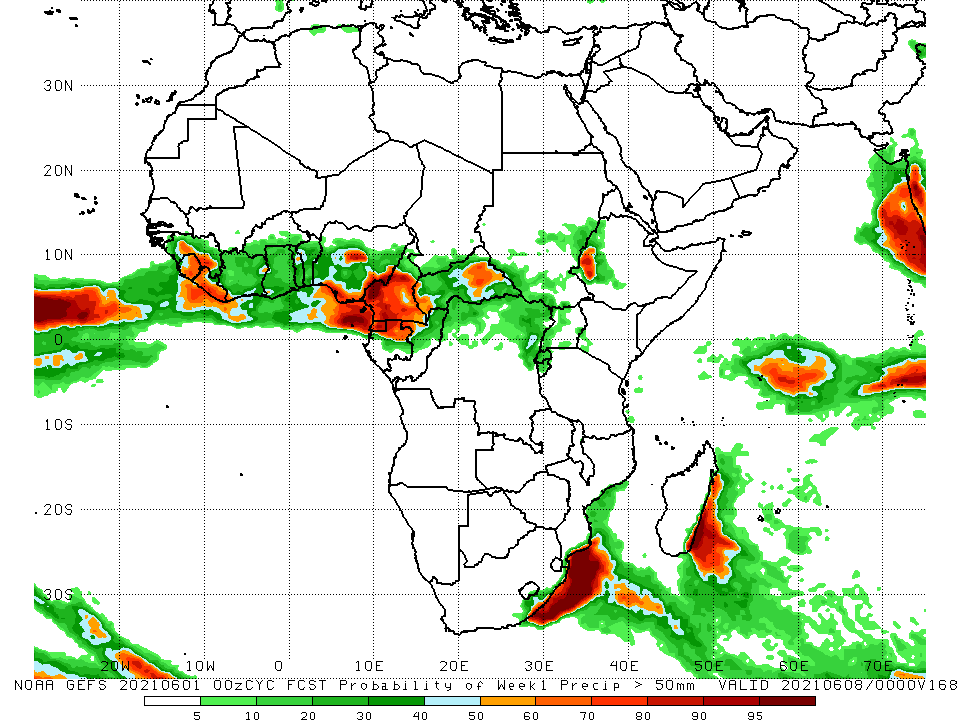 30N
20N
10N
0
10S
20S
30S
20W 10W 0 10E 20E 30E 40E 50E 60E 70E
NOAA GEFS 20210601 00zCYC FCST Probability of Week1 Precip > 50mm VALID 20210608/0000V168
5 10 20 30 40 50 60 70 80 90 95